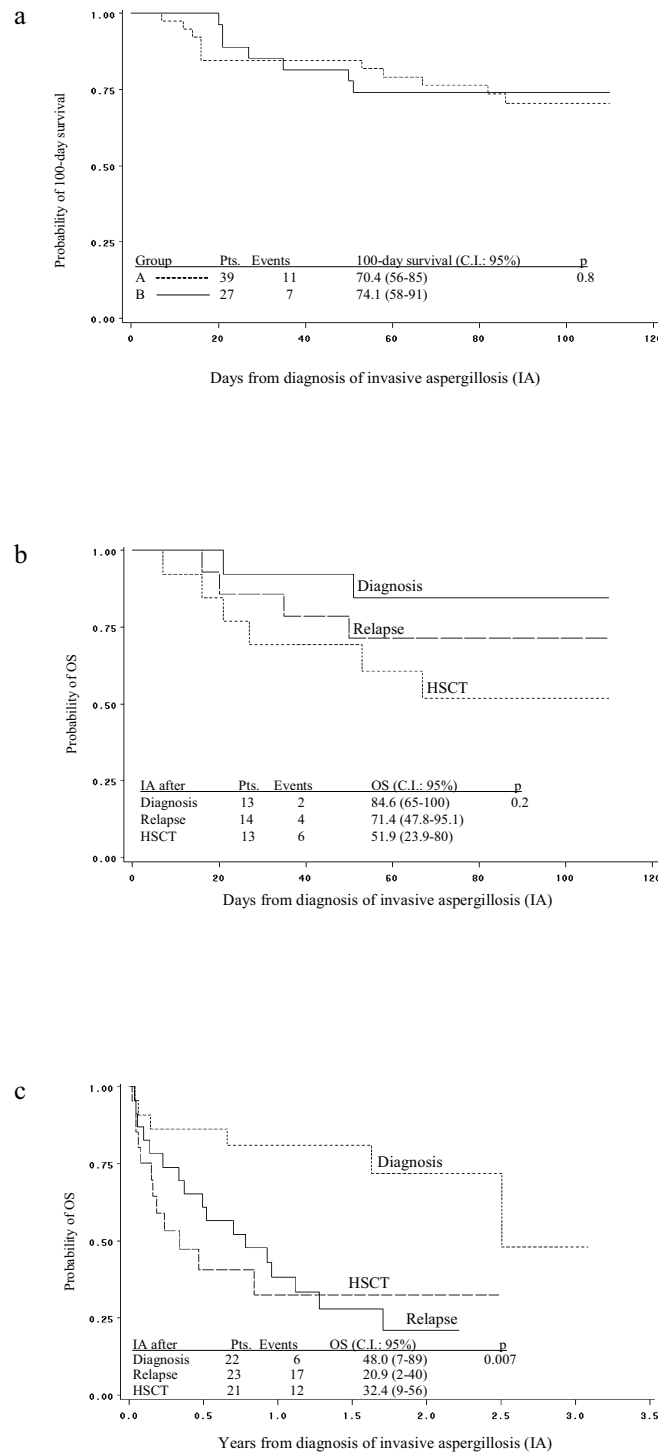 a
1.00
0.75
0.50
0.25
0.00
Probability of 100-day survival
Group Pts. Events 100-day survival (C.I.: 95%) p
A 39 11 70.4 (56-85) 0.8
B 27 7 74.1 (58-91)
0 20 40 60 80 100 120
Days from diagnosis of invasive aspergillosis (IA)
b
1.00
0.75
0.50
0.25
0.00
Probability of OS
Diagnosis
Relapse
HSCT
IA after Pts. Events OS (C.I.: 95%) p
Diagnosis 13 2 84.6 (65-100) 0.2
Relapse 14 4 71.4 (47.8-95.1)
HSCT 13 6 51.9 (23.9-80)
0 20 40 60 80 100 120
Days from diagnosis of invasive aspergillosis (IA)
c
1.00
0.75
0.50
0.25
0.00
Probability of OS
Diagnosis
HSCT
Relapse
IA after Pts. Events OS (C.I.: 95%) p
Diagnosis 22 6 48.0 (7-89) 0.007
Relapse 23 17 20.9 (2-40)
HSCT 21 12 32.4 (9-56)
0.0 0.5 1.0 1.5 2.0 2.5 3.0 3.5
Years from diagnosis of invasive aspergillosis (IA)